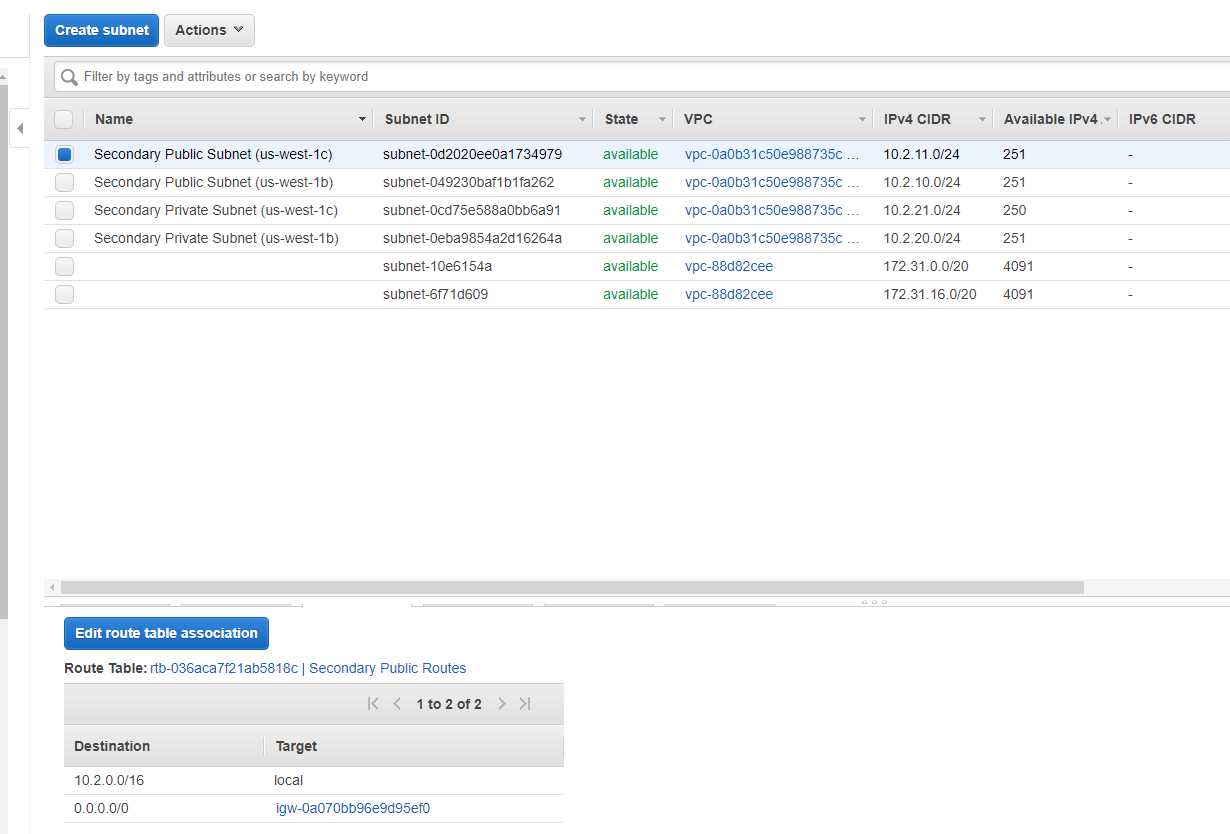 Create subnet Actions
Filter by tags and attributes or search by keyword
Name Subnet ID State VPC IPv4 CIDR Available IPv4 . IPv6 CIDR
Secondary Public Subnet (us-west-1c) subnet-0d2020ee0a1734979 available vpc-0a0b31c50e988735c ... 10.2.11.0/24 251 -
Secondary Public Subnet (us-west-1b) subnet-049230baf1b1fa262 available vpc-0a0b31c50e988735c ... 10.2.10.0/24 251 -
Secondary Private Subnet (us-west-1c) subnet-0cd75e588a0bb6a91 available vpc-0a0b31c50e988735c ... 10.2.21.0/24 250 -
Secondary Private Subnet (us-west-1b) subnet-0eba9854a2d16264a available vpc-0a0b31c50e988735c ... 10.2.20.0/24 251 -
subnet-10e6154a available vpc-88d82cee 172.31.0.0/20 4091 -
subnet-6f71d609 available vpc-88d82cee 172.31.16.0/20 4091 -
Edit route table association
Route Table: rtb-036aca7f21ab5818c | Secondary Public Routes
1 to 2 of 2
Destination Target
10.2.0.0/16 local
0.0.0.0/0 igw-0a070bb96e9d95ef0